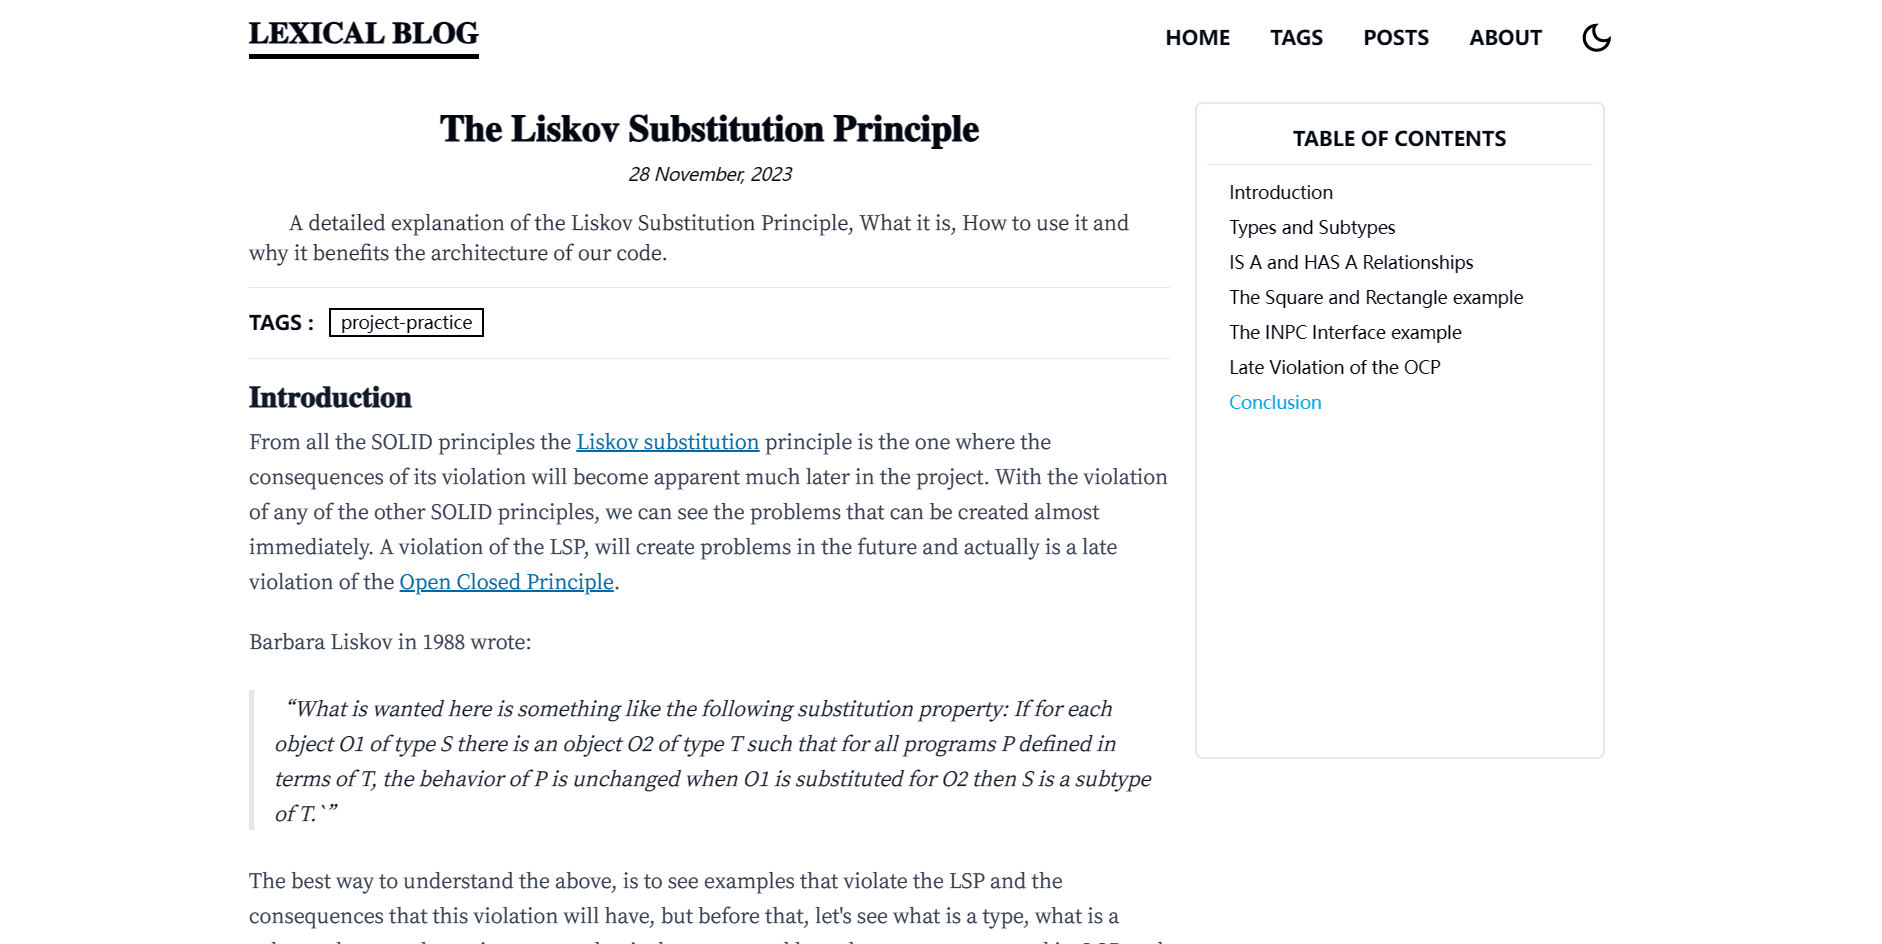 LEXICAL BLOG
HOME TAGS POSTS ABOUT
The Liskov Substitution Principle
28 November, 2023
A detailed explanation of the Liskov Substitution Principle, What it is, How to use it and
why it benefits the architecture of our code.
TAGS : project-practice
Introduction
From all the SOLID principles the Liskov substitution principle is the one where the
consequences of its violation will become apparent much later in the project. With the violation
of any of the other SOLID principles, we can see the problems that can be created almost
immediately. A violation of the LSP, will create problems in the future and actually is a late
violation of the Open Closed Principle.
Barbara Liskov in 1988 wrote:
“What is wanted here is something like the following substitution property: If for each
object O1 of type S there is an object O2 of type T such that for all programs P defined in
terms of T, the behavior of P is unchanged when O1 is substituted for O2 then S is a subtype
of T.`”
The best way to understand the above, is to see examples that violate the LSP and the
consequences that this violation will have, but before that, let's see what is a type, what is a
TABLE OF CONTENTS
Introduction
Types and Subtypes
IS A and HAS A Relationships
The Square and Rectangle example
The INPC Interface example
Late Violation of the OCP
Conclusion